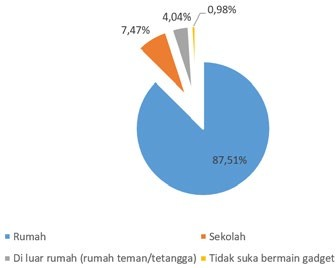 4,04%
0,98%
7,47%
87,51%
Rumah
Sekolah
Di luar rumah (rumah teman/tetangga)
Tidak suka bermain gadget